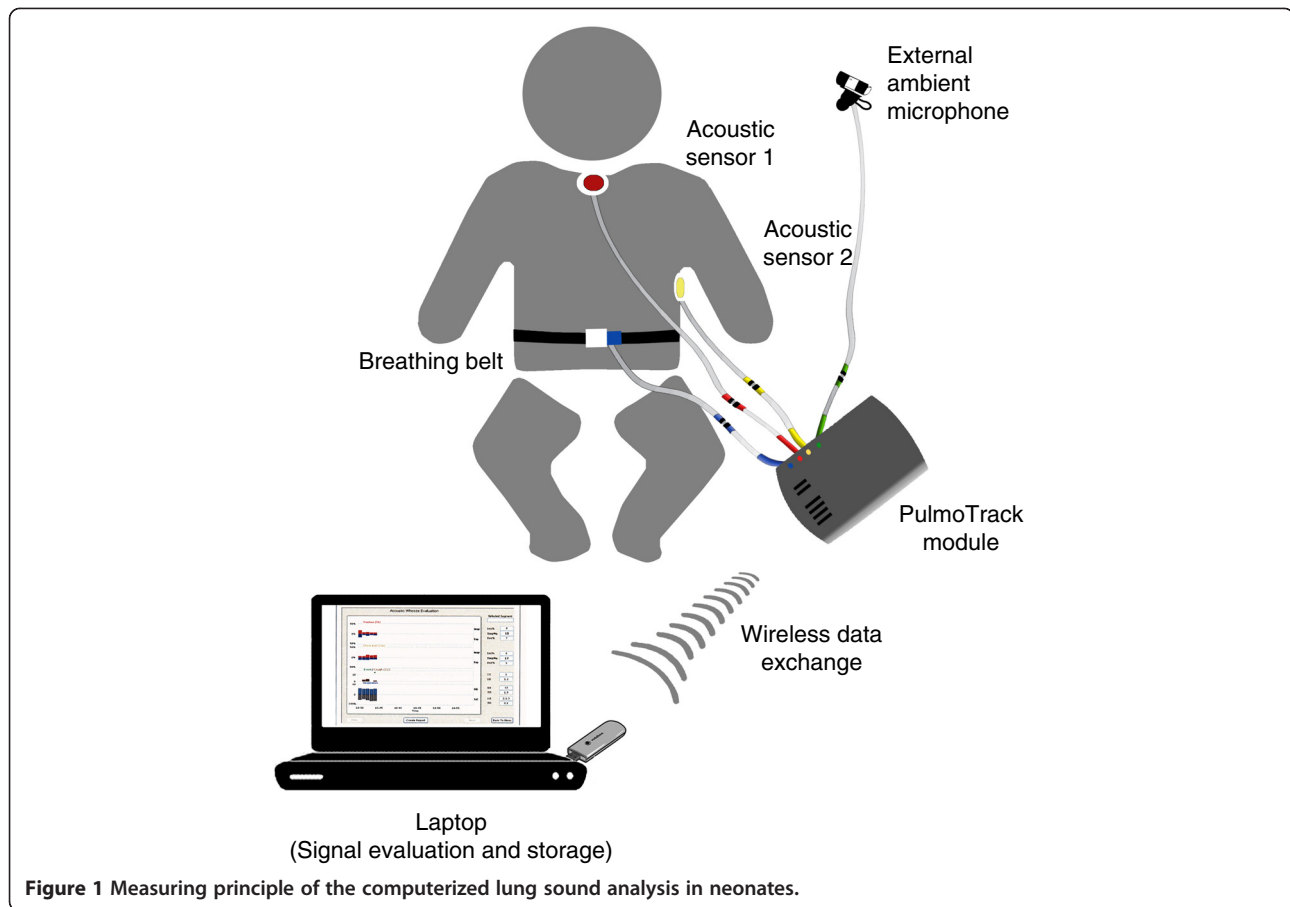 External
ambient
microphone
Acoustic
sensor 1
Acoustic
sensor 2
Breathing belt
PulmoTrack
module
Wireless data
exchange
Laptop
(Signal evaluation and storage)
Figure 1 Measuring principle of the computerized lung sound analysis in neonates.